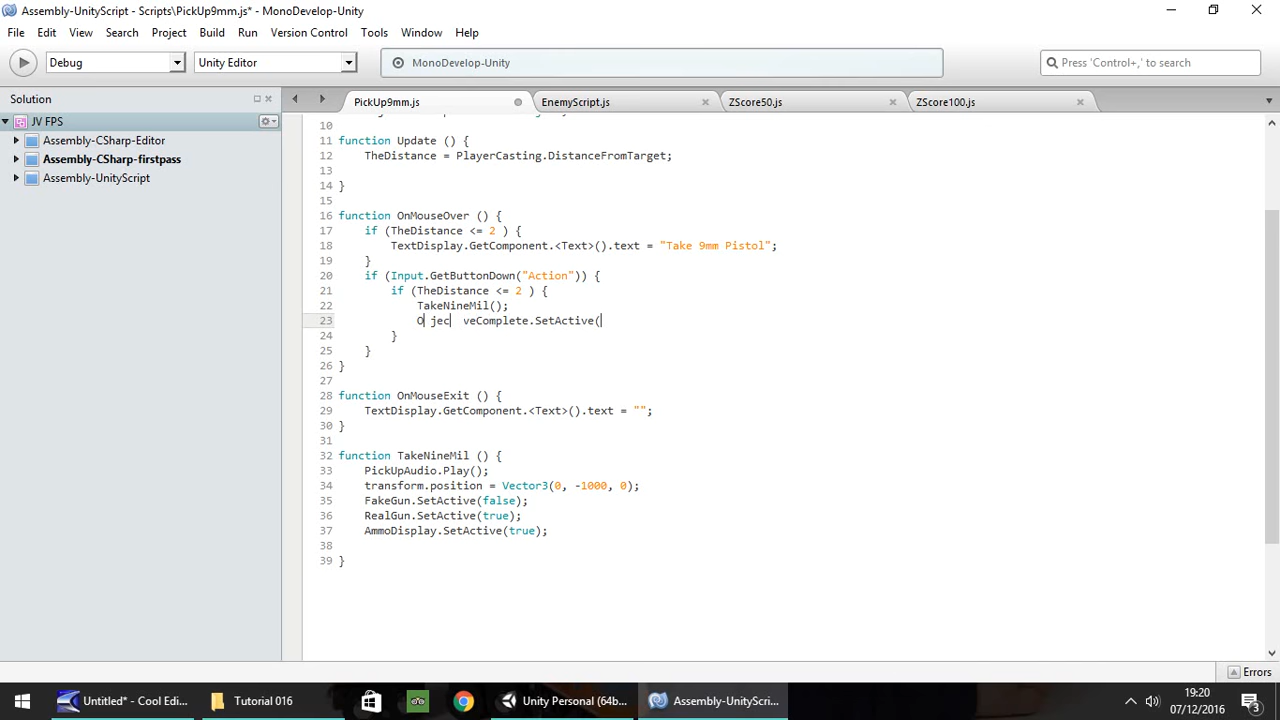 Assembly-UnityScript - Scripts\PickUp9mm.js* - MonoDevelop-Unity
File Edit View Search Project Build Run Version Control Tools Window Help
Debug Unity Editor MonoDevelop-Unity Press 'Control+,' to search
Solution PickUp9mm.js EnemyScript.js ZScore50.js ZScore100.js
JV FPS
Assembly-CSharp-Editor
Assembly-CSharp-firstpass
Assembly-UnityScript
10
11 function Update () {
12 TheDistance = PlayerCasting.DistanceFromTarget;
13
14 }
15
16 function OnMouseOver () {
17 if (TheDistance <= 2 ) {
18 TextDisplay.GetComponent.<Text>().text = "Take 9mm Pistol";
19 }
20 if (Input.GetButtonDown("Action")) {
21 if (TheDistance <= 2 ) {
22 TakeNineMil();
23 O jec veComplete.SetActive(
24 }
25 }
26 }
27
28 function OnMouseExit () {
29 TextDisplay.GetComponent.<Text>().text = "";
30 }
31
32 function TakeNineMil () {
33 PickUpAudio.Play();
34 transform.position = Vector3(0, -1000, 0);
35 FakeGun.SetActive(false);
36 RealGun.SetActive(true);
37 AmmoDisplay.SetActive(true);
38
39 }
Errors
Untitled* - Cool Edi... Tutorial 016 Unity Personal (64b... Assembly-UnityScri... 19:20
07/12/2016 3